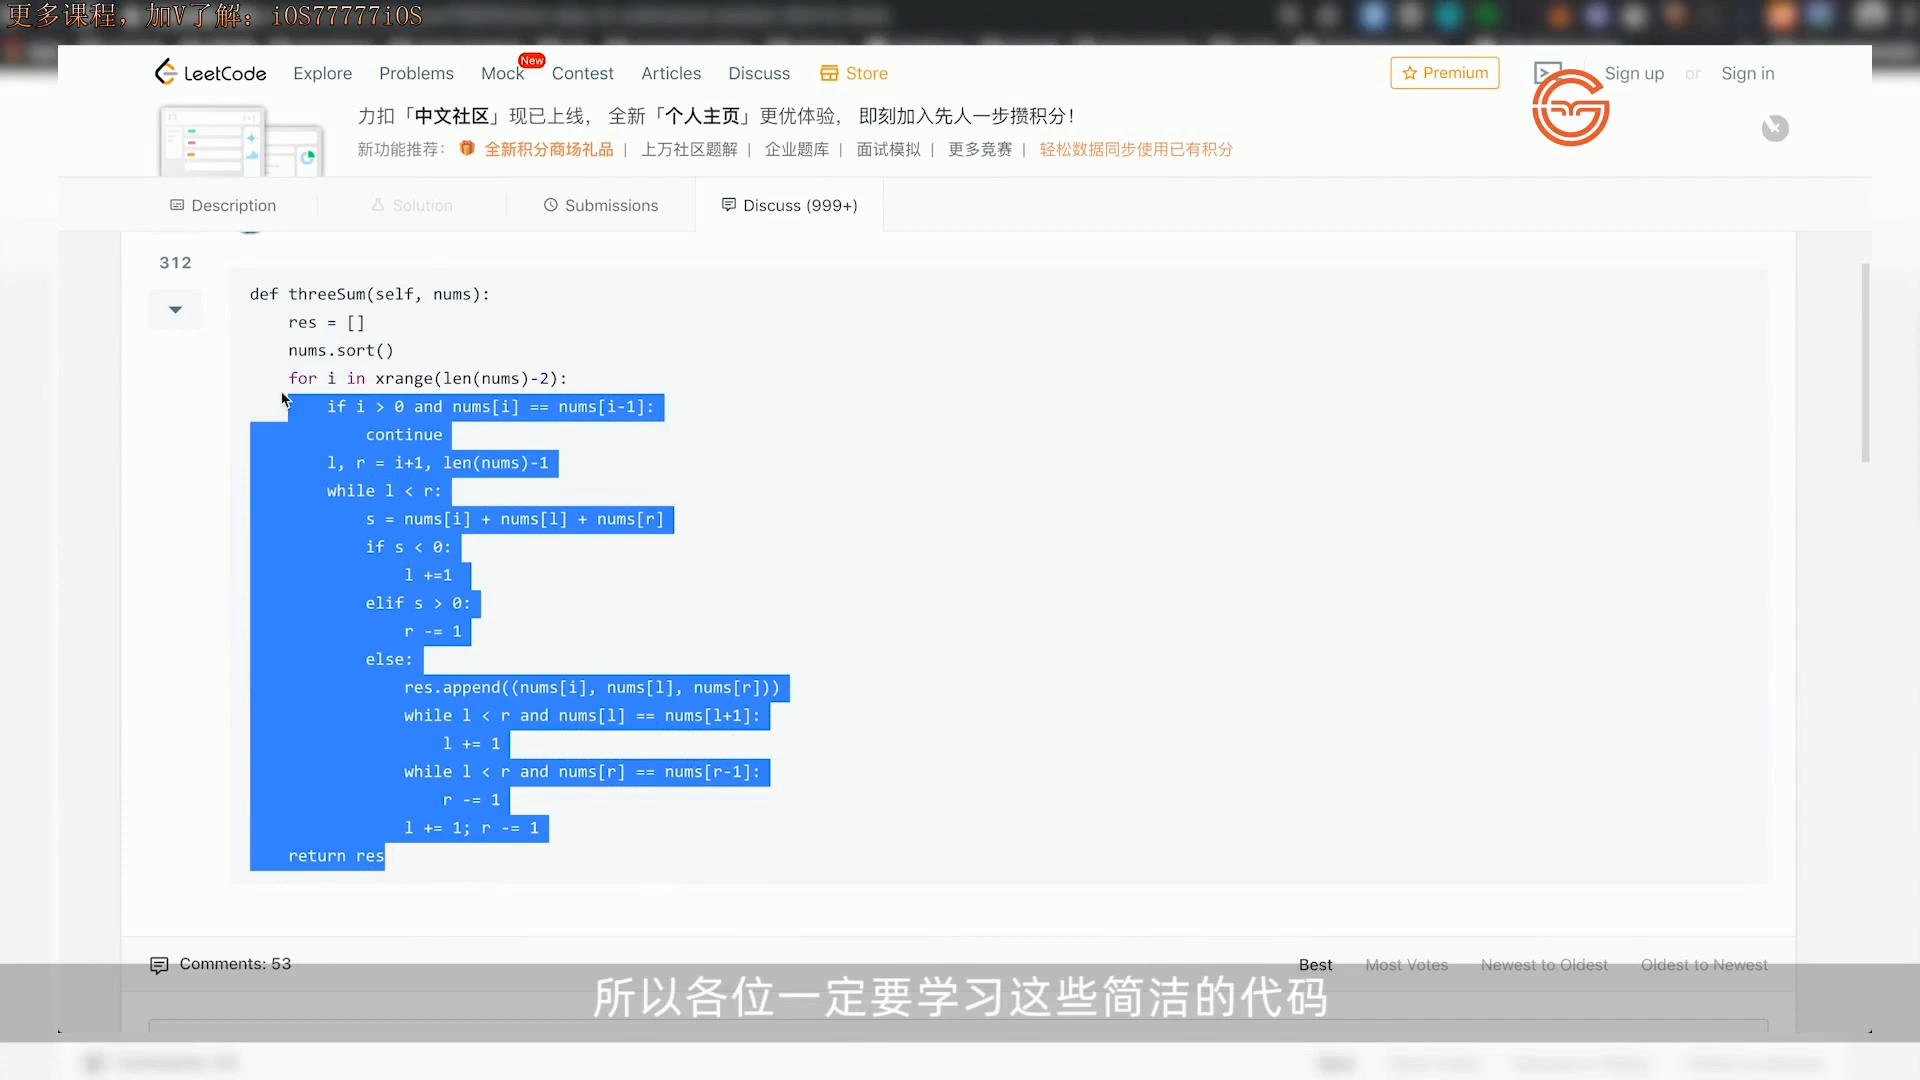 更多课程，加V了解：iOS77777iOS
LeetCode Explore Problems Mock New Contest Articles Discuss Store Premium Sign up or Sign in
力扣「中文社区」现已上线， 全新「个人主页」更优体验， 即刻加入先人一步攒积分！
新功能推荐： 全新积分商场礼品 | 上万社区题解 | 企业题库 | 面试模拟 | 更多竞赛 | 轻松数据同步使用已有积分
Description Solution Submissions Discuss (999+)
312
def threeSum(self, nums):
    res = []
    nums.sort()
    for i in xrange(len(nums)-2):
        if i > 0 and nums[i] == nums[i-1]:
            continue
        l, r = i+1, len(nums)-1
        while l < r:
            s = nums[i] + nums[l] + nums[r]
            if s < 0:
                l +=1
            elif s > 0:
                r -= 1
            else:
                res.append((nums[i], nums[l], nums[r]))
                while l < r and nums[l] == nums[l+1]:
                    l += 1
                while l < r and nums[r] == nums[r-1]:
                    r -= 1
                l += 1; r -= 1
    return res
Comments: 53
Best Most Votes Newest to Oldest Oldest to Newest
所以各位一定要学习这些简洁的代码